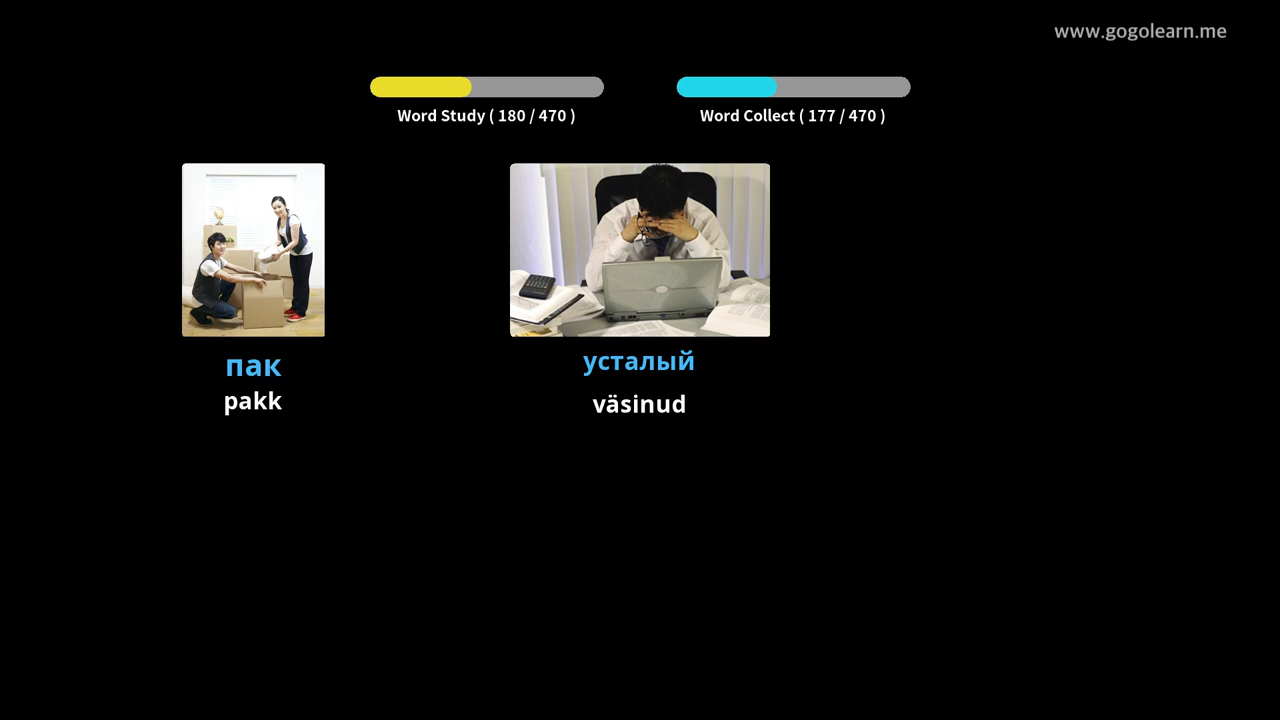 www.gogolearn.me
Word Study ( 180 / 470 )
Word Collect ( 177 / 470 )
пак
pakk
усталый
väsinud